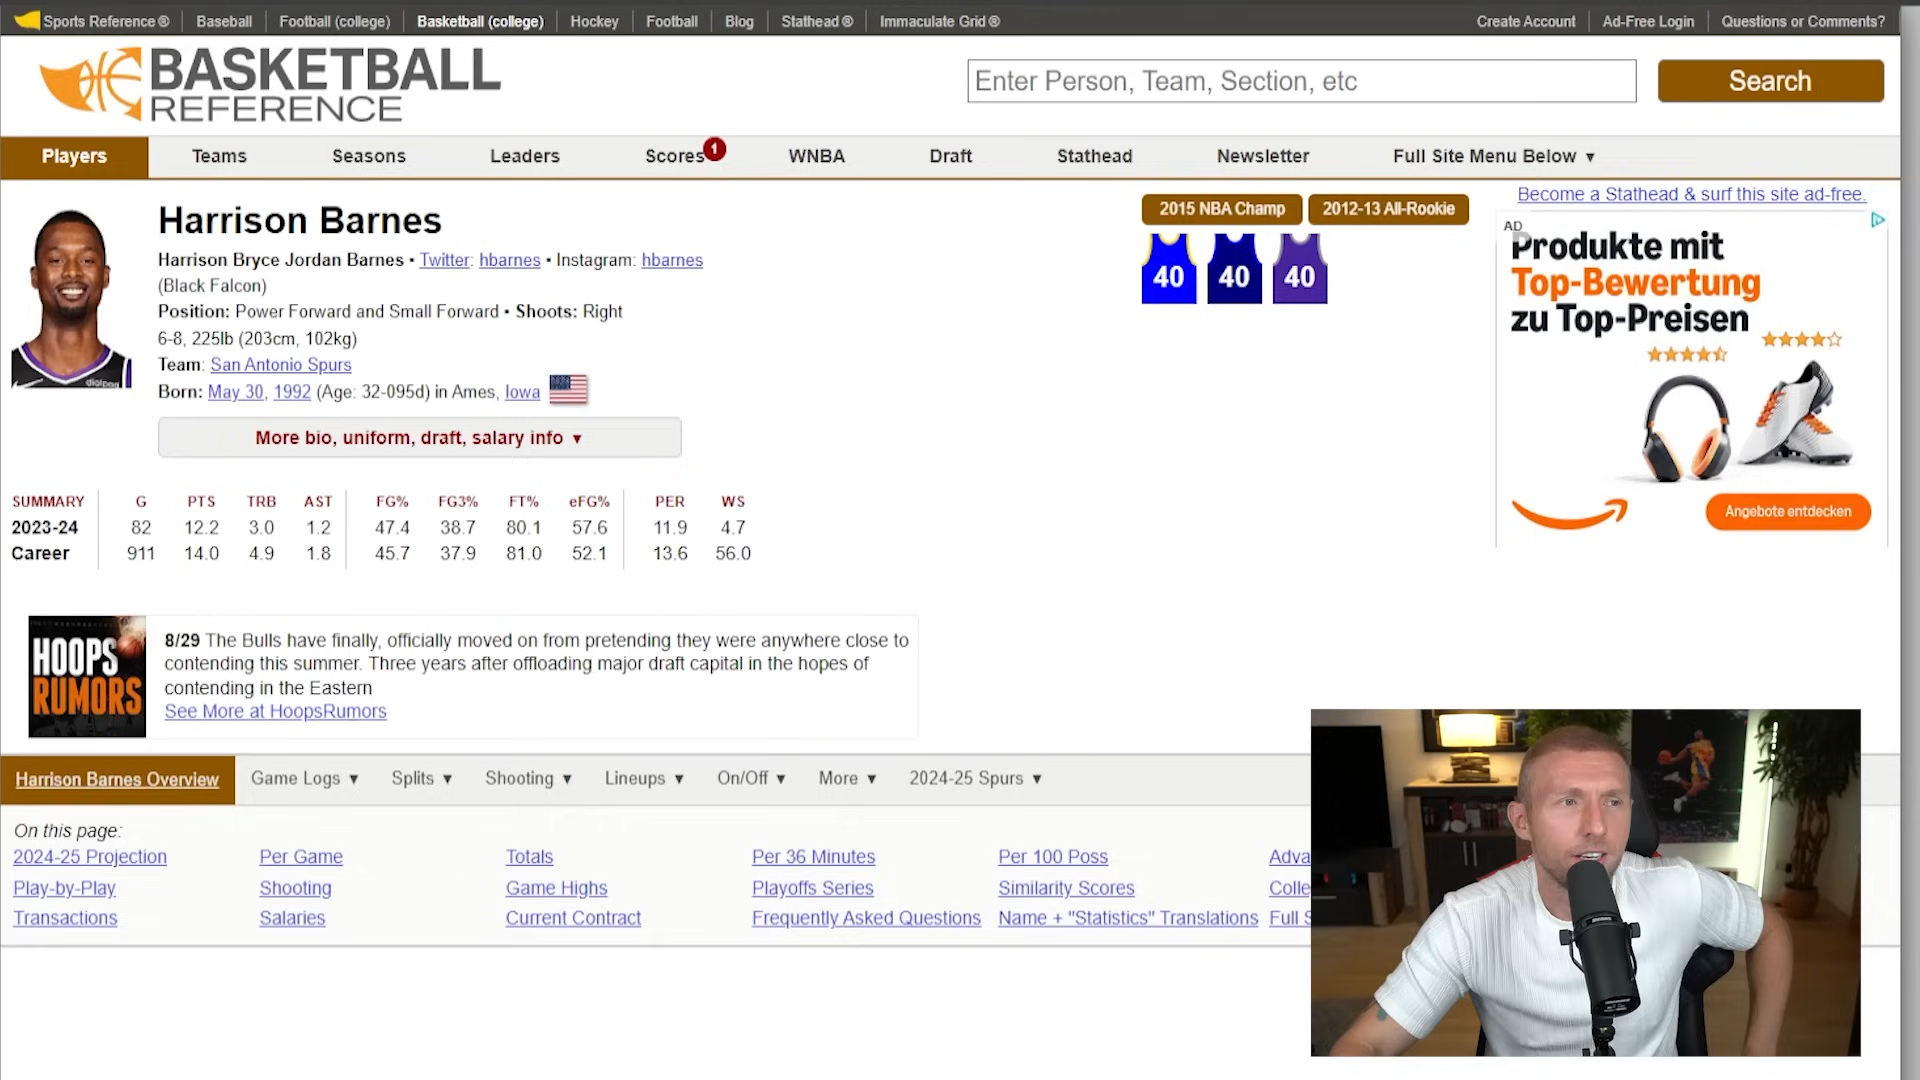 Sports Reference ®
Baseball
Football (college)
Basketball (college)
Hockey
Football
Blog
Stathead ®
Immaculate Grid ®
Create Account
Ad-Free Login
Questions or Comments?
BASKETBALL
REFERENCE
Enter Person, Team, Section, etc
Search
Players
Teams
Seasons
Leaders
Scores
1
WNBA
Draft
Stathead
Newsletter
Full Site Menu Below ▼
Harrison Barnes
Harrison Bryce Jordan Barnes • Twitter: hbarnes • Instagram: hbarnes
(Black Falcon)
Position: Power Forward and Small Forward • Shoots: Right
6-8, 225lb (203cm, 102kg)
Team: San Antonio Spurs
Born: May 30, 1992 (Age: 32-095d) in Ames, Iowa
More bio, uniform, draft, salary info ▼
2015 NBA Champ
2012-13 All-Rookie
40
40
40
Become a Stathead & surf this site ad-free.
AD
Produkte mit
Top-Bewertung
zu Top-Preisen
Angebote entdecken
SUMMARY G PTS TRB AST FG% FG3% FT% eFG% PER WS
2023-24 82 12.2 3.0 1.2 47.4 38.7 80.1 57.6 11.9 4.7
Career 911 14.0 4.9 1.8 45.7 37.9 81.0 52.1 13.6 56.0
HOOPS
RUMORS
8/29 The Bulls have finally, officially moved on from pretending they were anywhere close to
contending this summer. Three years after offloading major draft capital in the hopes of
contending in the Eastern
See More at HoopsRumors
Harrison Barnes Overview
Game Logs ▼
Splits ▼
Shooting ▼
Lineups ▼
On/Off ▼
More ▼
2024-25 Spurs ▼
On this page:
2024-25 Projection Per Game Totals Per 36 Minutes Per 100 Poss Adva
Play-by-Play Shooting Game Highs Playoffs Series Similarity Scores Colle
Transactions Salaries Current Contract Frequently Asked Questions Name + "Statistics" Translations Full S